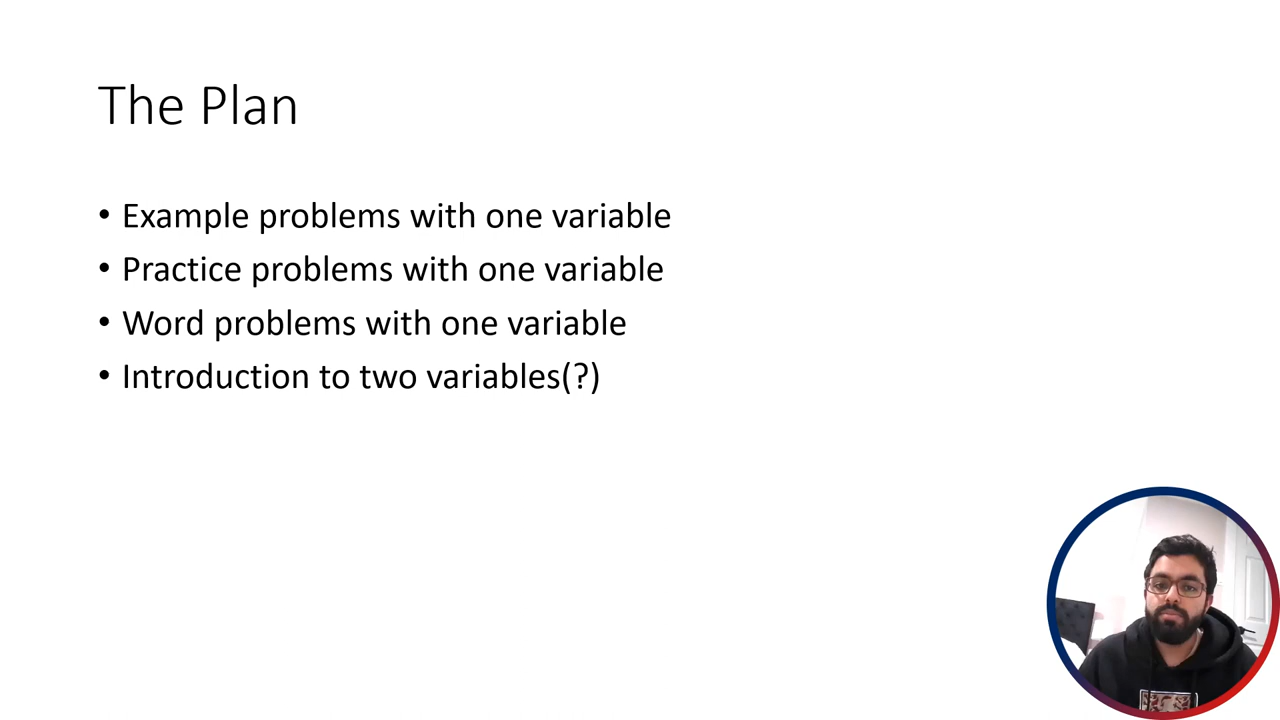 The Plan
• Example problems with one variable
• Practice problems with one variable
• Word problems with one variable
• Introduction to two variables(?)